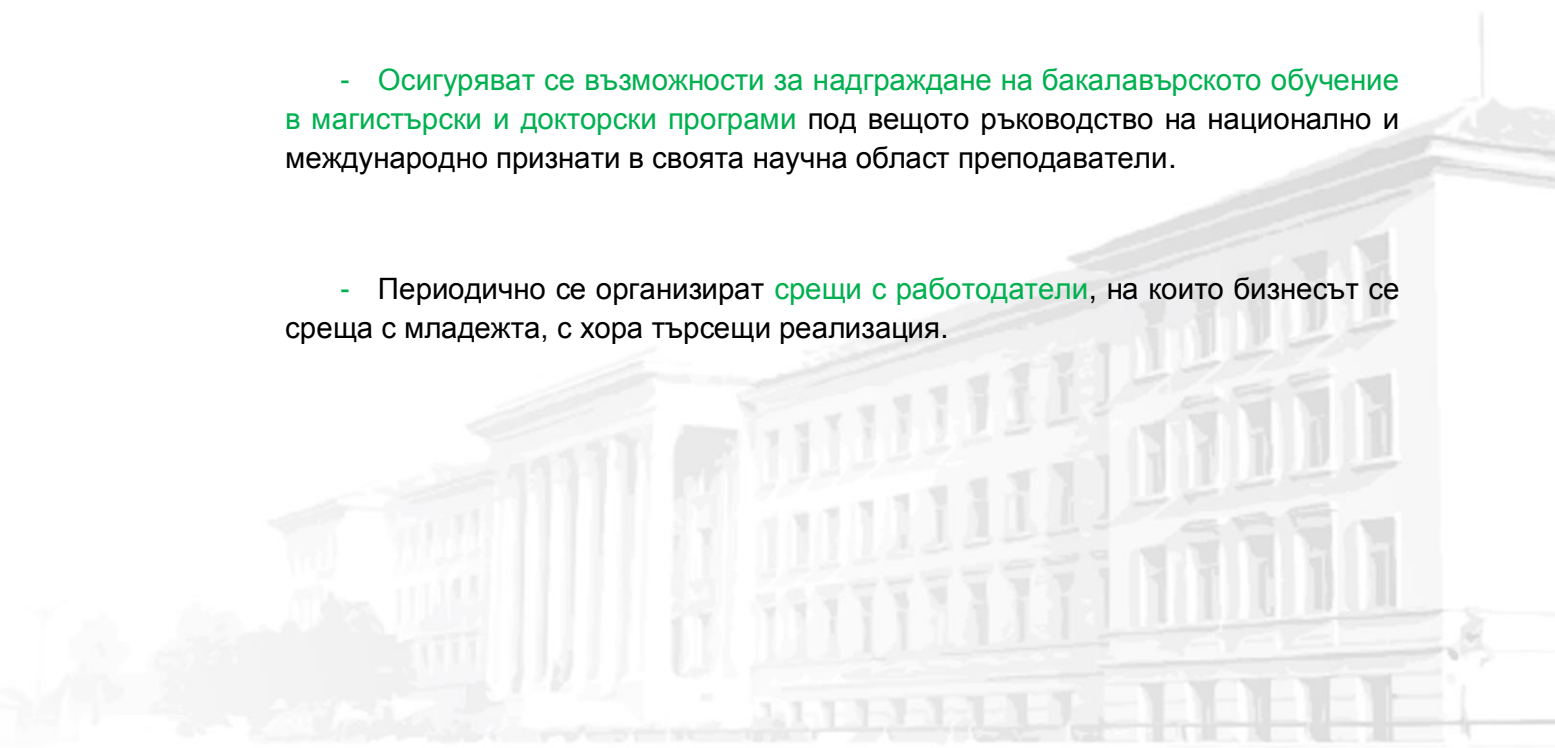 - Осигуряват се възможности за надграждане на бакалавърското обучение
в магистърски и докторски програми под вещото ръководство на национално и
международно признати в своята научна област преподаватели.
- Периодично се организират срещи с работодатели, на които бизнесът се
среща с младежта, с хора търсещи реализация.